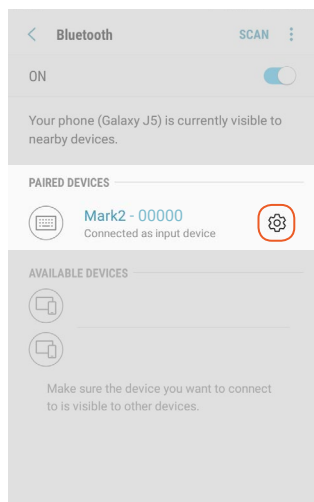 Bluetooth SCAN
ON
Your phone (Galaxy J5) is currently visible to
nearby devices.
PAIRED DEVICES
Mark2 - 00000
Connected as input device
AVAILABLE DEVICES
Make sure the device you want to connect
to is visible to other devices.